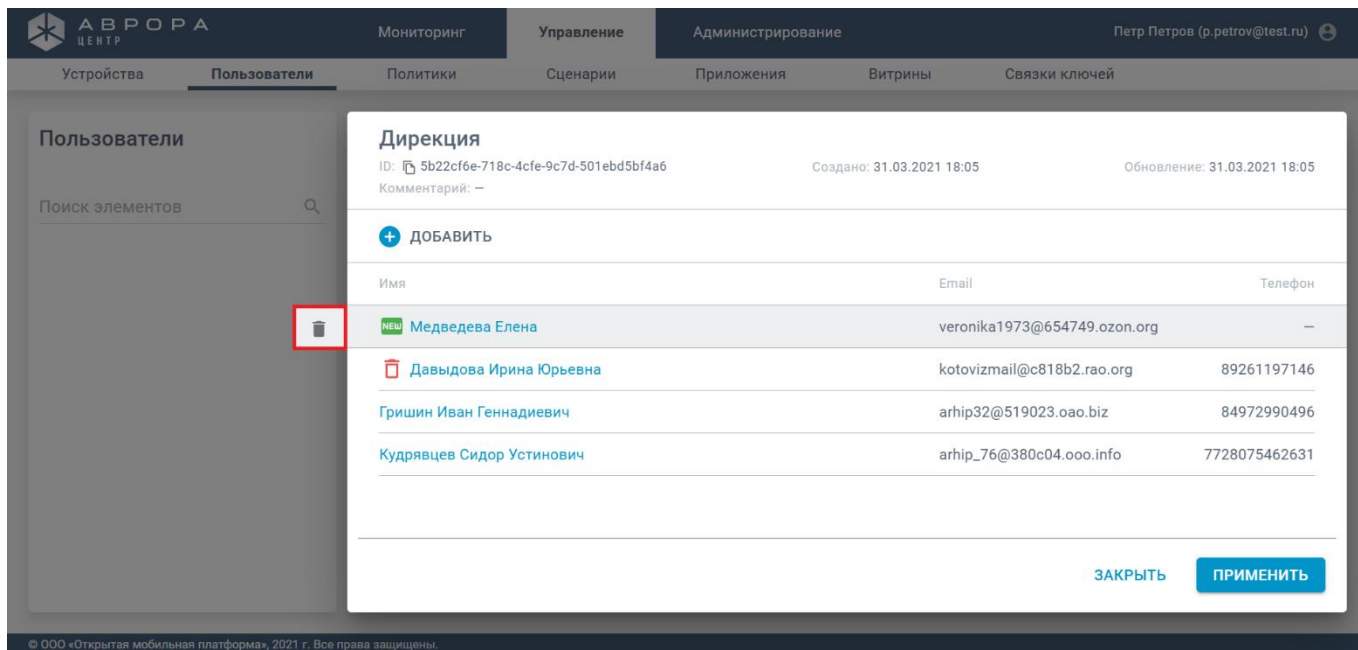 АВРОРА
ЦЕНТР
Мониторинг Управление Администрирование Петр Петров (p.petrov@test.ru)
Устройства Пользователи Политики Сценарии Приложения Витрины Связки ключей
Пользователи
Поиск элементов
Дирекция
ID: 5b22cf6e-718c-4cfe-9c7d-501ebd5bf4a6 Создано: 31.03.2021 18:05 Обновление: 31.03.2021 18:05
Комментарий: —
ДОБАВИТЬ
Имя Email Телефон
NEW Медведева Елена veronika1973@654749.ozon.org —
Давыдова Ирина Юрьевна kotovizmail@c818b2.rao.org 89261197146
Гришин Иван Геннадиевич arhip32@519023.oao.biz 84972990496
Кудрявцев Сидор Устинович arhip_76@380c04.ooo.info 7728075462631
ЗАКРЫТЬ ПРИМЕНИТЬ
© ООО «Открытая мобильная платформа», 2021 г. Все права защищены.